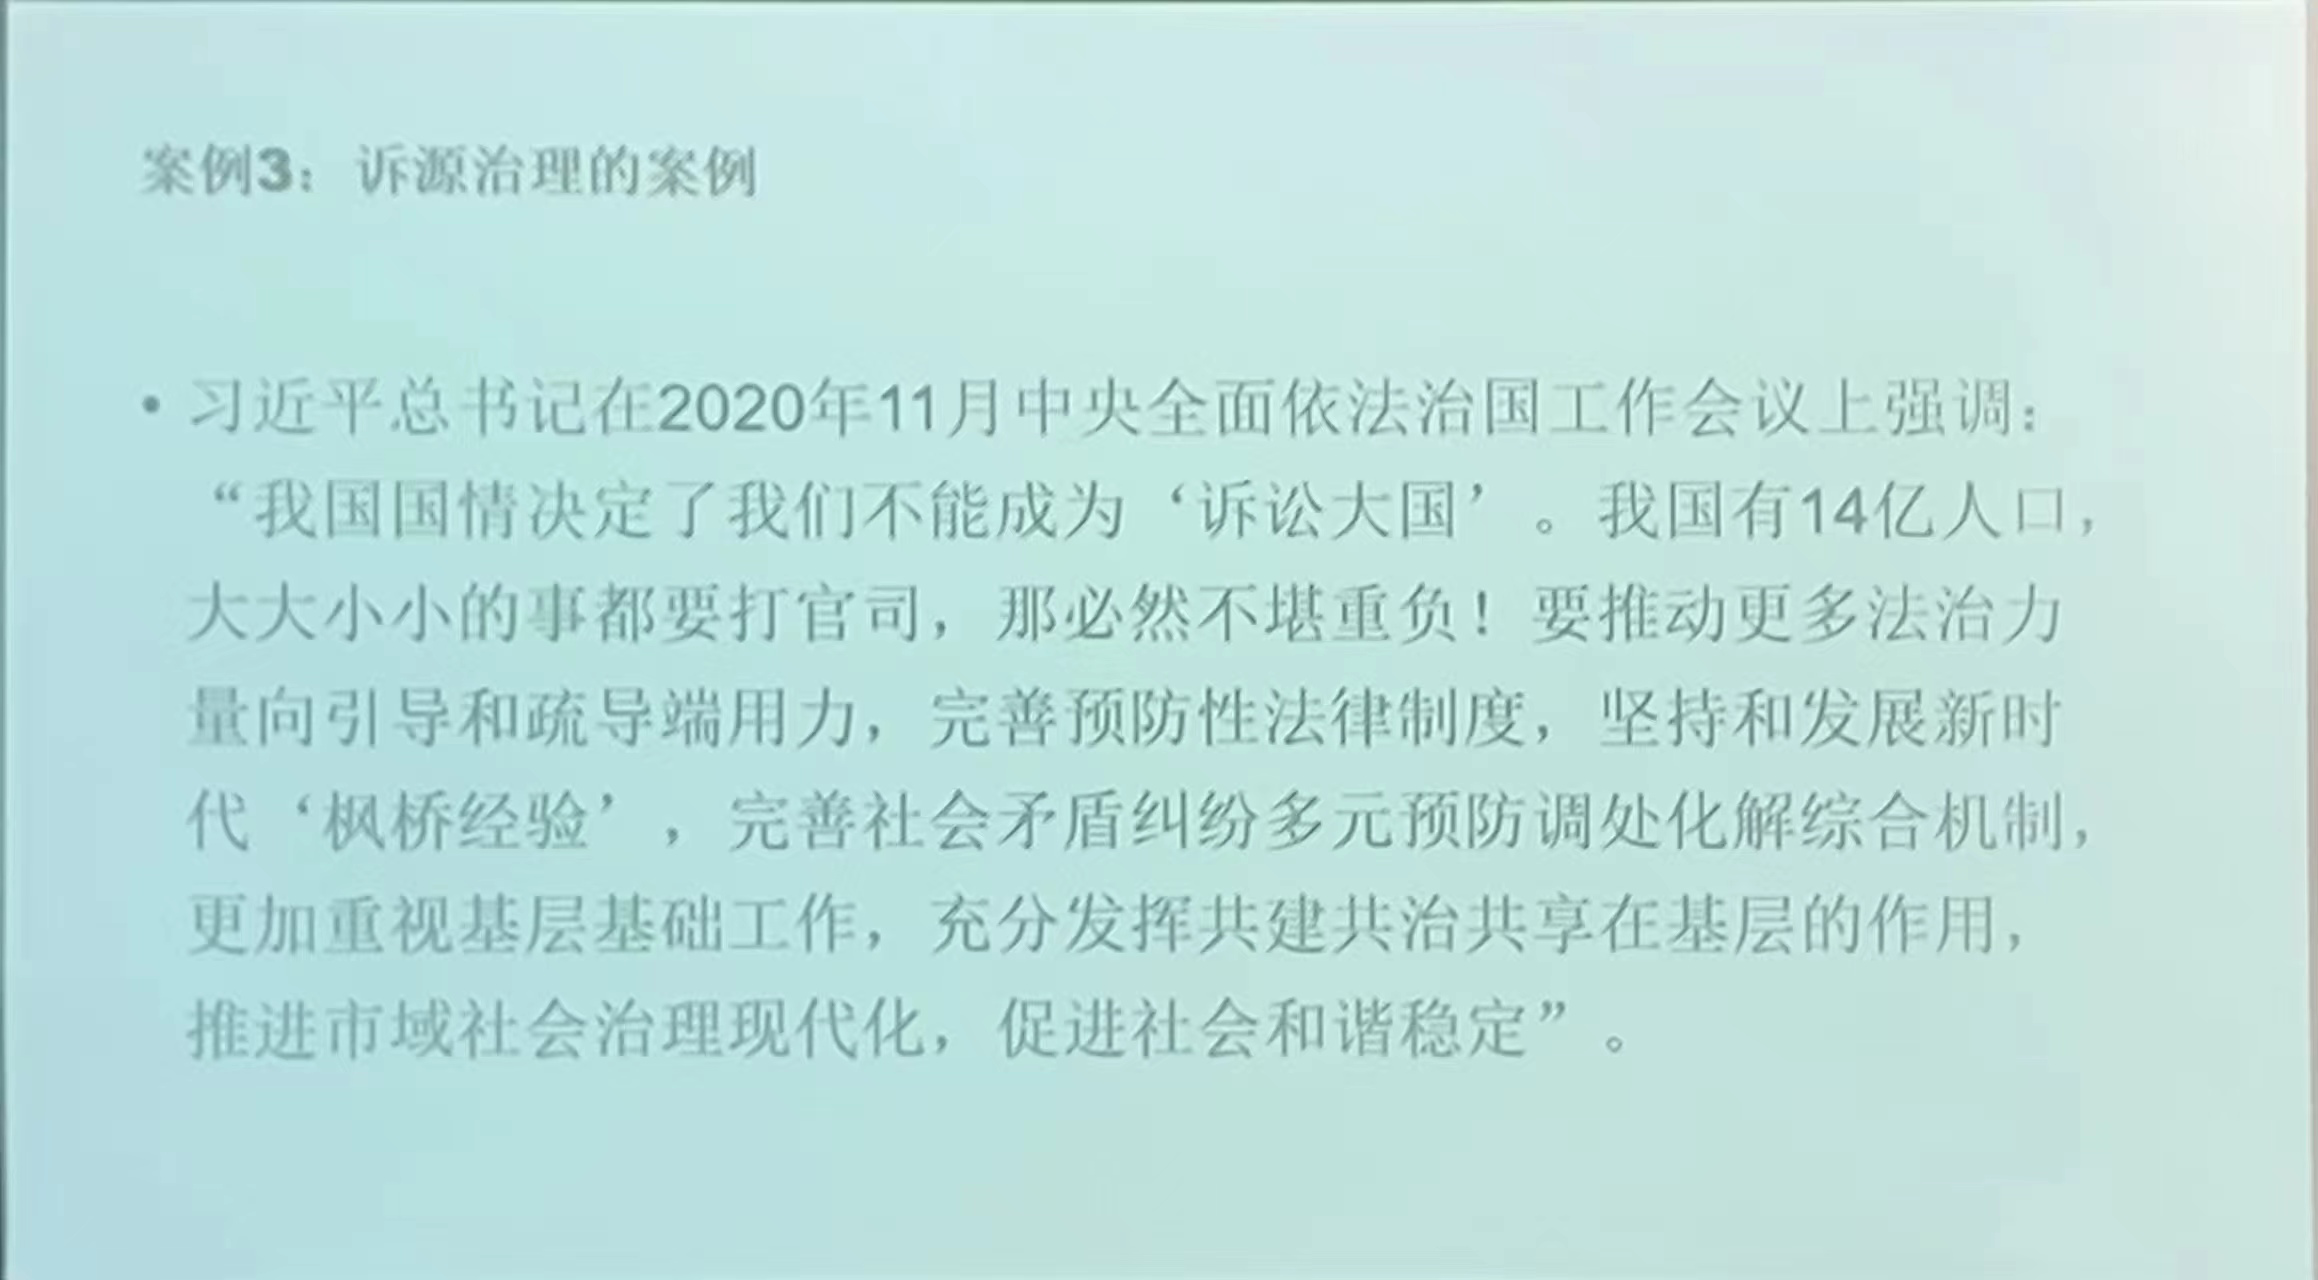 案例3：诉源治理的案例
• 习近平总书记在2020年11月中央全面依法治国工作会议上强调：
“我国国情决定了我们不能成为‘诉讼大国’。我国有14亿人口，
大大小小的事都要打官司，那必然不堪重负！要推动更多法治力
量向引导和疏导端用力，完善预防性法律制度，坚持和发展新时
代‘枫桥经验’，完善社会矛盾纠纷多元预防调处化解综合机制，
更加重视基层基础工作，充分发挥共建共治共享在基层的作用，
推进市域社会治理现代化，促进社会和谐稳定”。